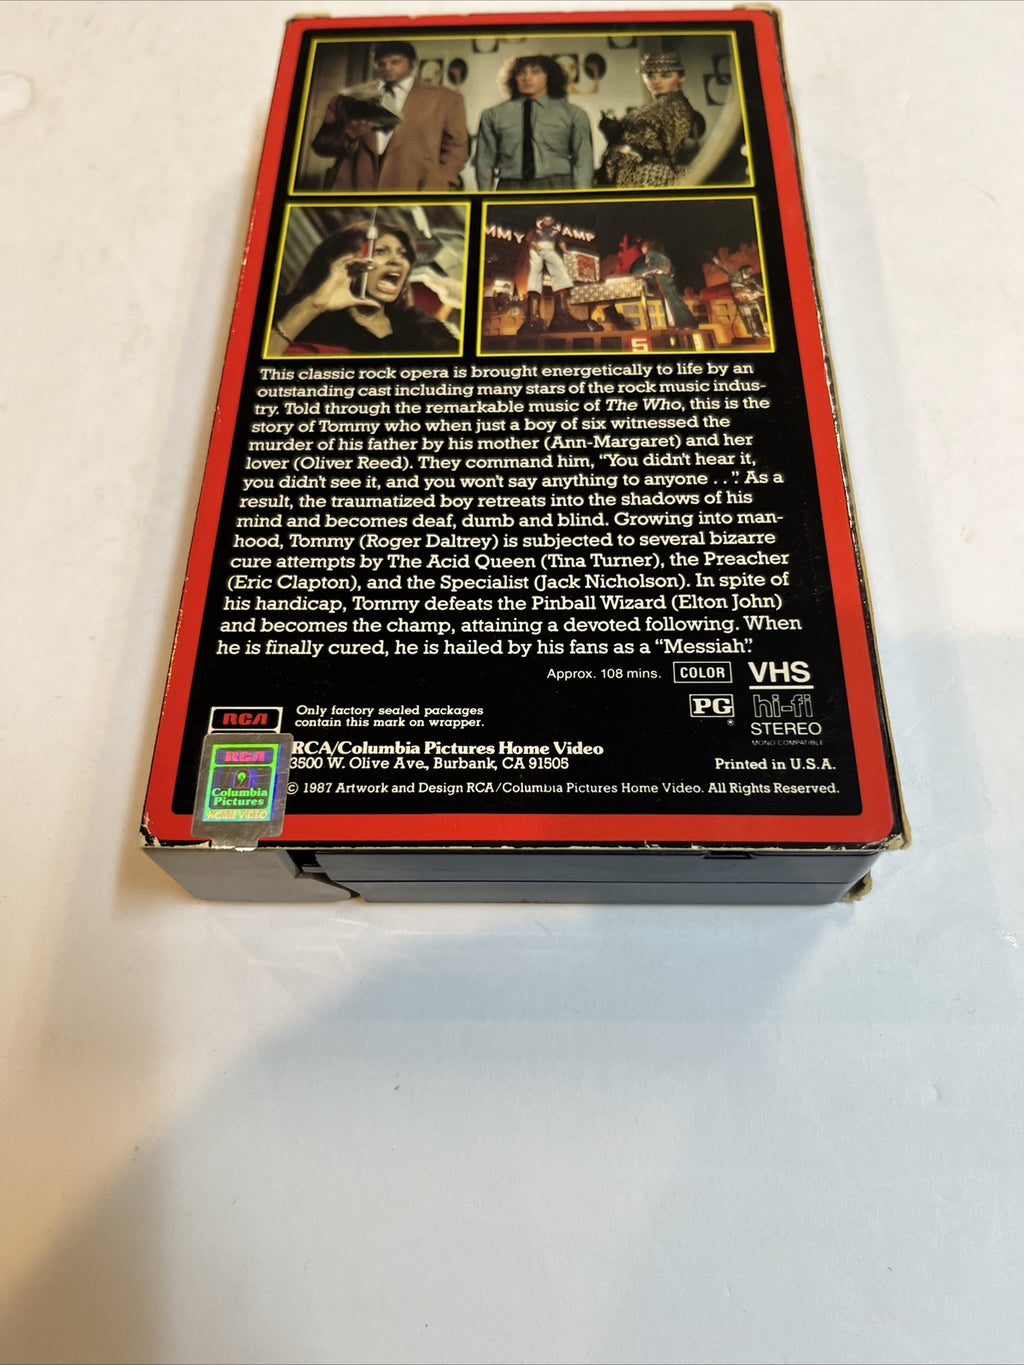 MMY
AMP
5
This classic rock opera is brought energetically to life by an
outstanding cast including many stars of the rock music indus-
try. Told through the remarkable music of The Who, this is the
story of Tommy who when just a boy of six witnessed the
murder of his father by his mother (Ann-Margaret) and her
lover (Oliver Reed). They command him, "You didn't hear it,
you didn't see it, and you won't say anything to anyone . . ." As a
result, the traumatized boy retreats into the shadows of his
mind and becomes deaf, dumb and blind. Growing into man-
hood, Tommy (Roger Daltrey) is subjected to several bizarre
cure attempts by The Acid Queen (Tina Turner), the Preacher
(Eric Clapton), and the Specialist (Jack Nicholson). In spite of
his handicap, Tommy defeats the Pinball Wizard (Elton John)
and becomes the champ, attaining a devoted following. When
he is finally cured, he is hailed by his fans as a "Messiah."
Approx. 108 mins. COLOR VHS
PG hi-fi
STEREO
MONO COMPATIBLE
RCA
Only factory sealed packages
contain this mark on wrapper.
RCA
Columbia
Pictures
HOME VIDEO
RCA/Columbia Pictures Home Video
3500 W. Olive Ave., Burbank, CA 91505
Printed in U.S.A.
© 1987 Artwork and Design RCA/Columbia Pictures Home Video. All Rights Reserved.